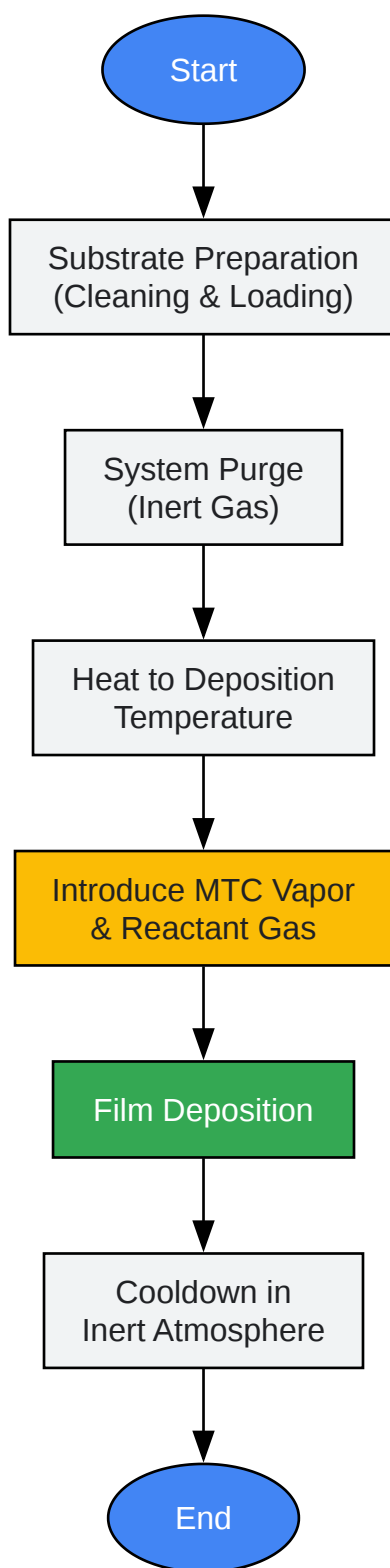 Start
Substrate Preparation
(Cleaning & Loading)
System Purge
(Inert Gas)
Heat to Deposition
Temperature
Introduce MTC Vapor
& Reactant Gas
Film Deposition
Cooldown in
Inert Atmosphere
End